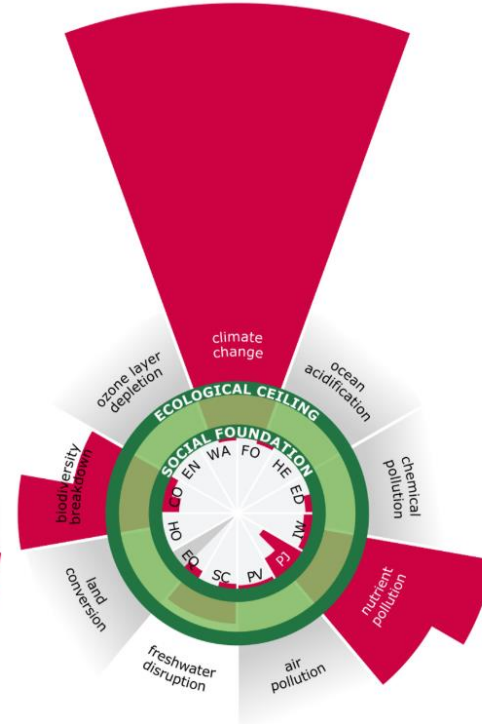 climate
change
ozone layer
depletion
ocean
acidification
ECOLOGICAL CEILING
SOCIAL FOUNDATION
biodiversity
breakdown
chemical
pollution
WA
FO
EN
HE
CO
ED
HO
IW
EQ
PJ
SC
PV
land
conversion
nutrient
pollution
freshwater
disruption
air
pollution